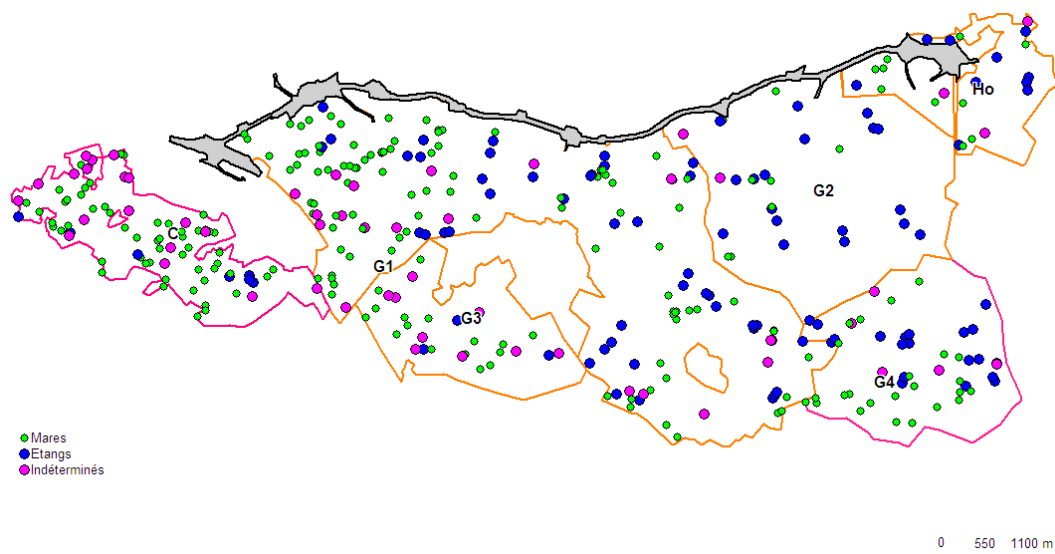 Ho
G2
C
G1
G3
G4
Mares
Etangs
Indéterminés
0 550 1100 m